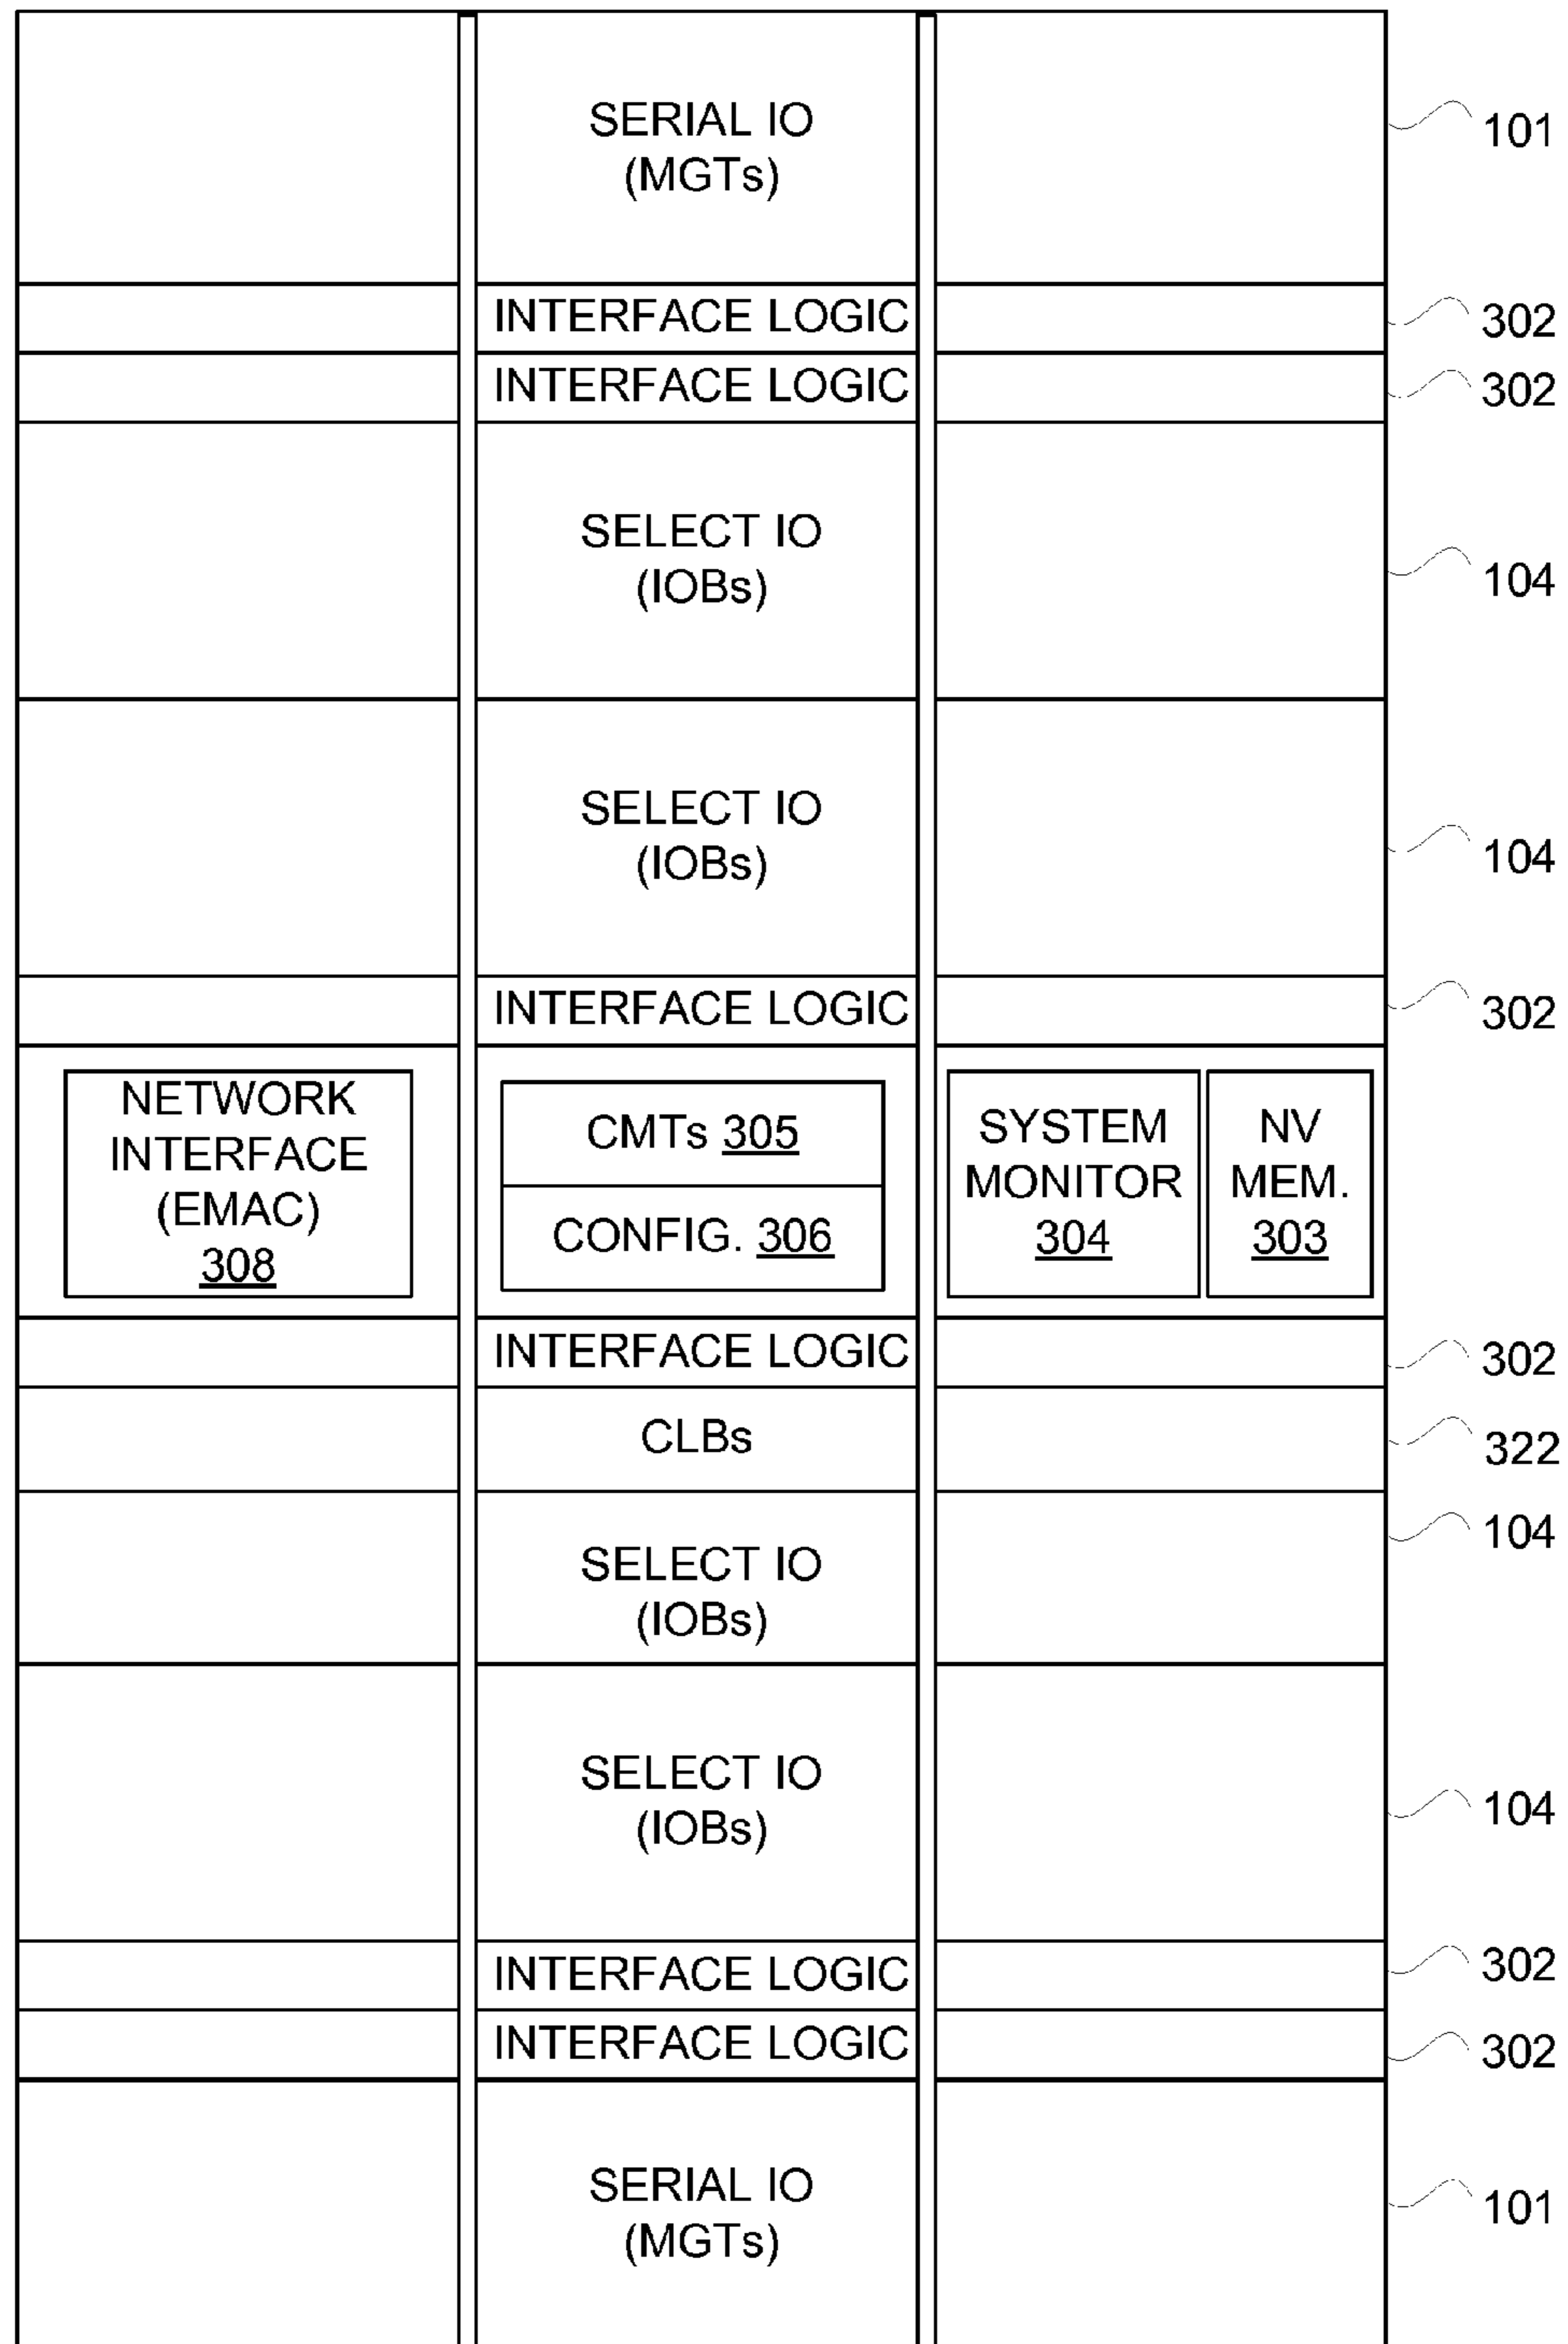 SERIAL IO
(MGTs)
101
INTERFACE LOGIC
302
INTERFACE LOGIC
302
SELECT IO
(IOBs)
104
SELECT IO
(IOBs)
104
INTERFACE LOGIC
302
NETWORK
INTERFACE
(EMAC)
308
CMTs 305
CONFIG. 306
SYSTEM
MONITOR
304
NV
MEM.
303
INTERFACE LOGIC
302
CLBs
322
SELECT IO
(IOBs)
104
SELECT IO
(IOBs)
104
INTERFACE LOGIC
302
INTERFACE LOGIC
302
SERIAL IO
(MGTs)
101